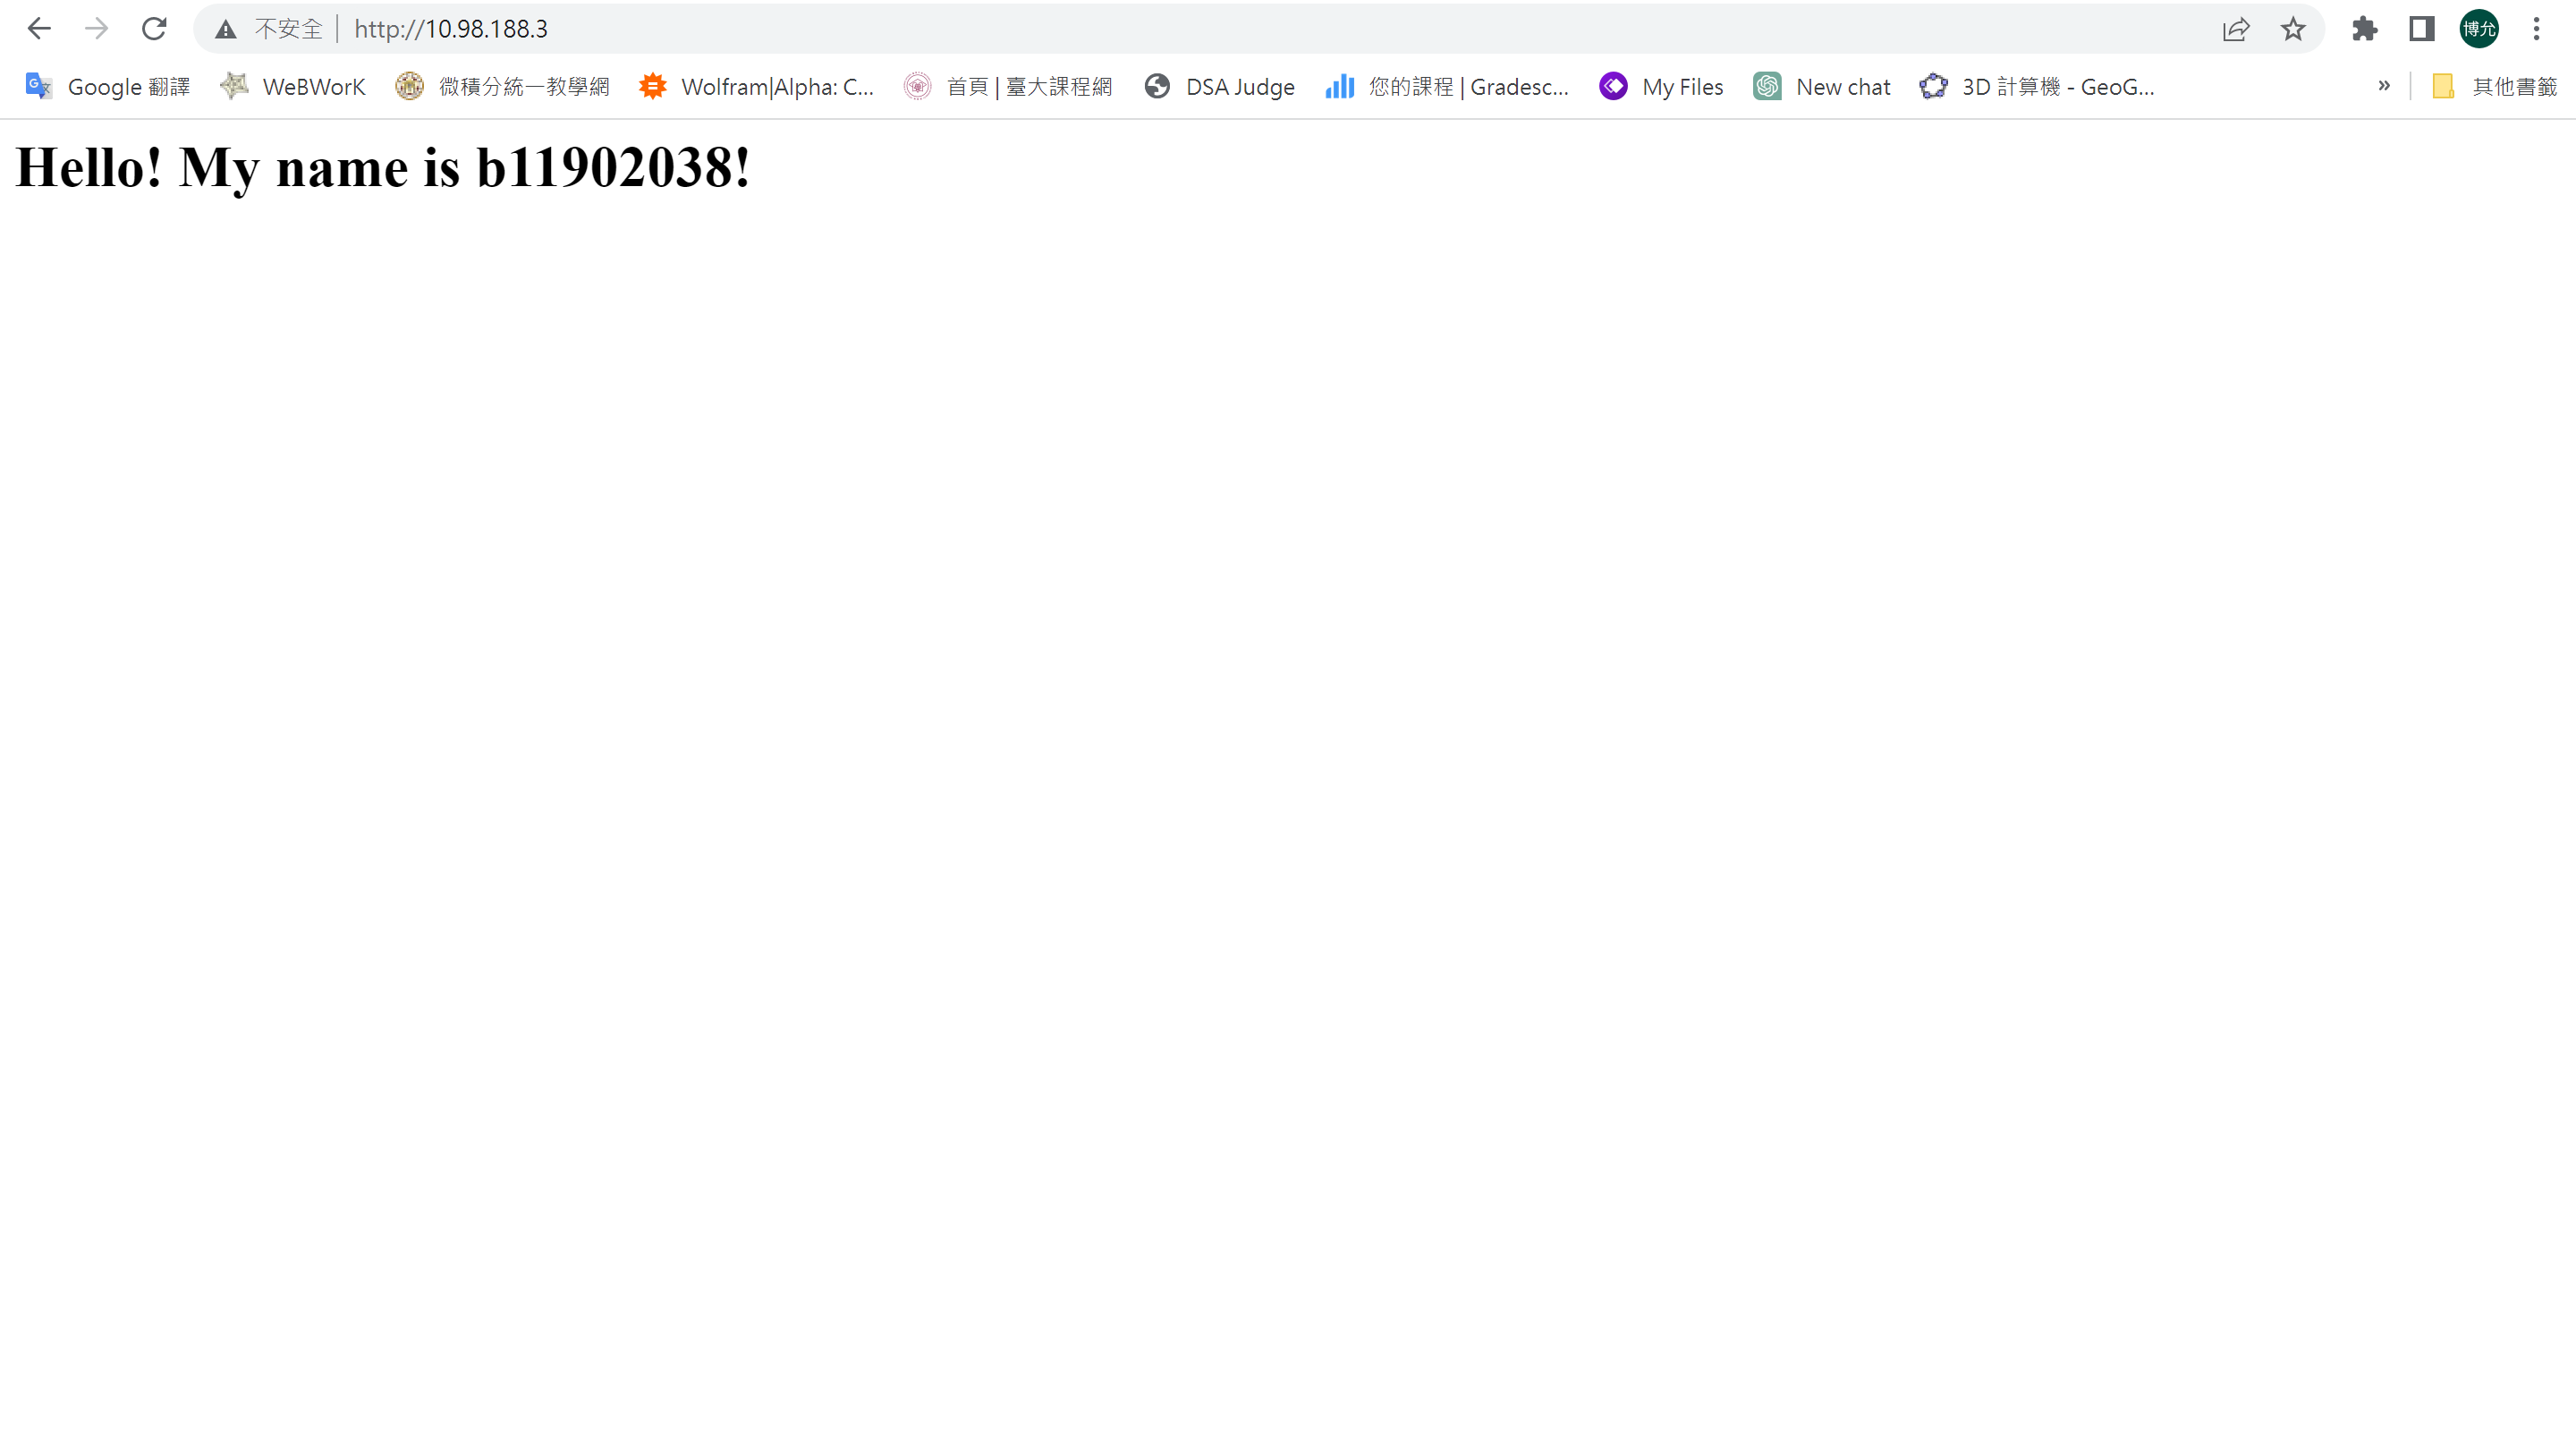 不安全 | http://10.98.188.3 博允
Google 翻譯 WeBWorK 微積分統一教學網 Wolfram|Alpha: C... 首頁 | 臺大課程網 DSA Judge 您的課程 | Gradesc... My Files New chat 3D 計算機 - GeoG... » 其他書籤
Hello! My name is b11902038!